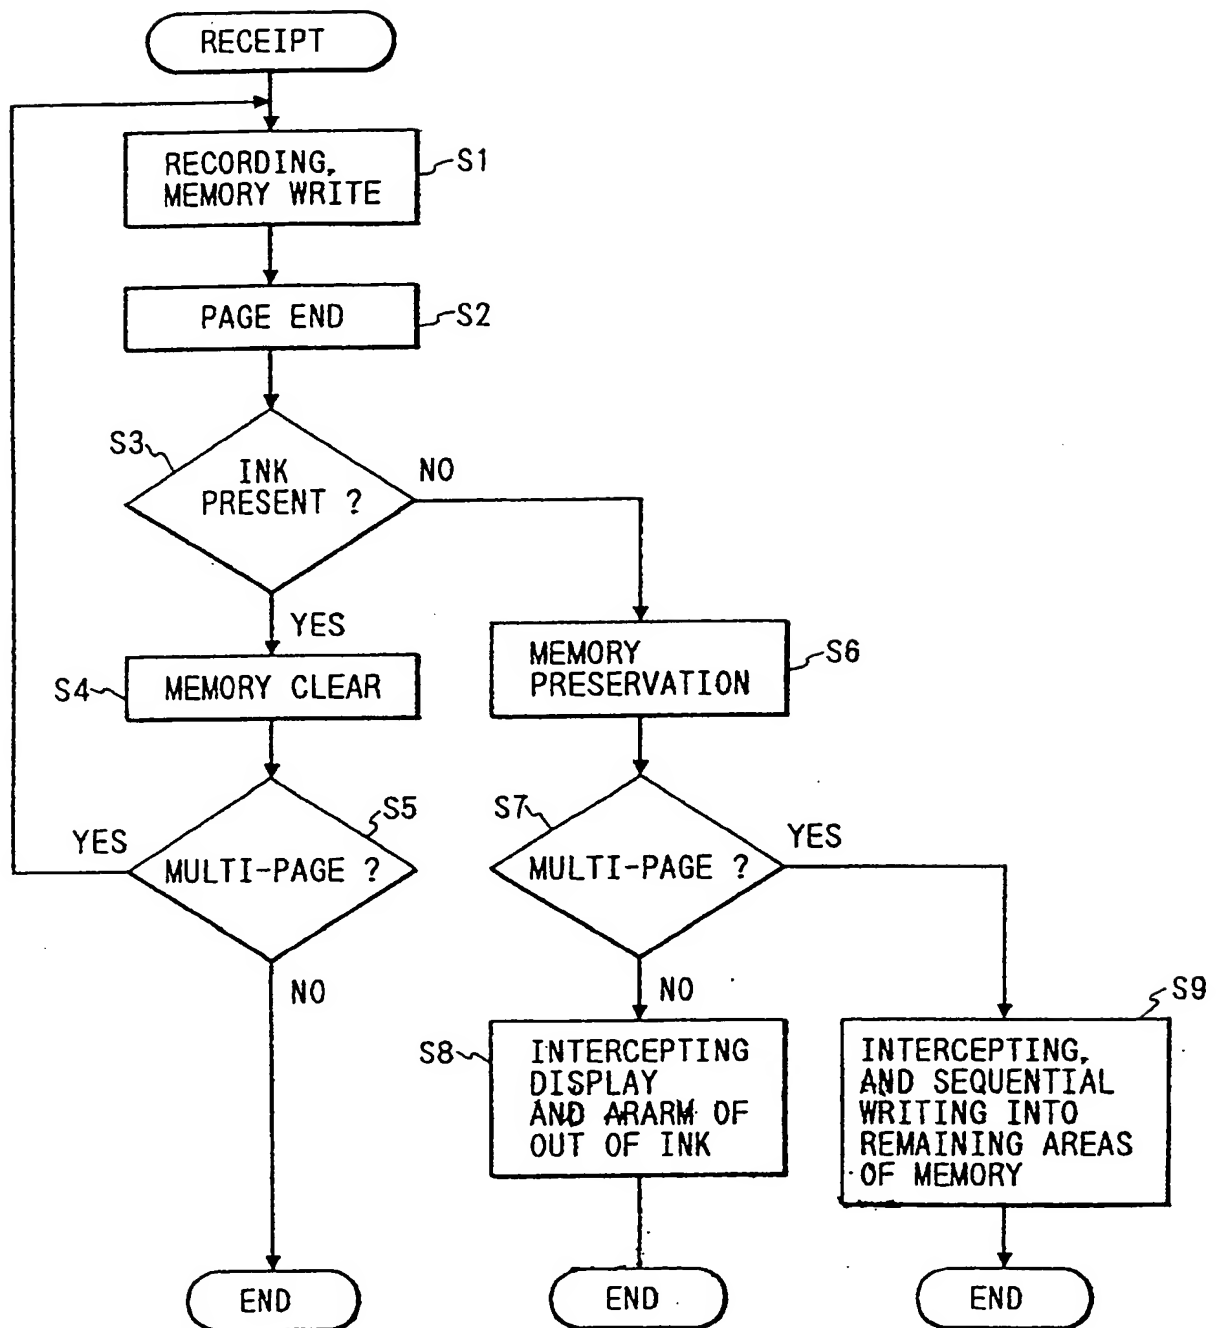 RECEIPT
RECORDING,
MEMORY WRITE
S1
PAGE END
S2
S3
INK
PRESENT ?
NO
YES
S4
MEMORY CLEAR
MEMORY
PRESERVATION
S6
YES
S5
MULTI-PAGE ?
NO
S7
MULTI-PAGE ?
YES
NO
S8
INTERCEPTING
DISPLAY
AND ARARM OF
OUT OF INK
S9
INTERCEPTING,
AND SEQUENTIAL
WRITING INTO
REMAINING AREAS
OF MEMORY
END
END
END